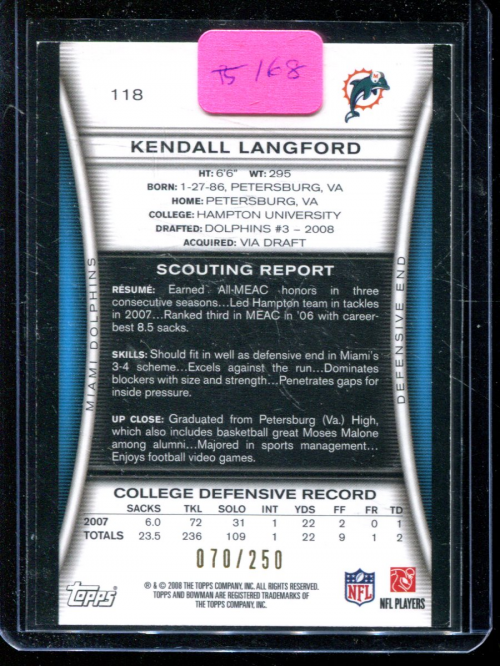 T5/168
118
KENDALL LANGFORD
HT: 6'6" WT: 295
BORN: 1-27-86, PETERSBURG, VA
HOME: PETERSBURG, VA
COLLEGE: HAMPTON UNIVERSITY
DRAFTED: DOLPHINS #3 – 2008
ACQUIRED: VIA DRAFT
MIAMI DOLPHINS
DEFENSIVE END
SCOUTING REPORT
RÉSUMÉ: Earned All-MEAC honors in three
consecutive seasons...Led Hampton team in tackles
in 2007...Ranked third in MEAC in '06 with career-
best 8.5 sacks.
SKILLS: Should fit in well as defensive end in Miami's
3-4 scheme...Excels against the run...Dominates
blockers with size and strength...Penetrates gaps for
inside pressure.
UP CLOSE: Graduated from Petersburg (Va.) High,
which also includes basketball great Moses Malone
among alumni...Majored in sports management...
Enjoys football video games.
COLLEGE DEFENSIVE RECORD
SACKS TKL SOLO INT YDS FF FR TD
2007 6.0 72 31 1 22 2 0 1
TOTALS 23.5 236 109 1 22 9 1 2
070/250
Topps
® & © 2008 THE TOPPS COMPANY, INC. ALL RIGHTS RESERVED.
TOPPS AND BOWMAN ARE REGISTERED TRADEMARKS OF
THE TOPPS COMPANY, INC.
NFL
NFL PLAYERS